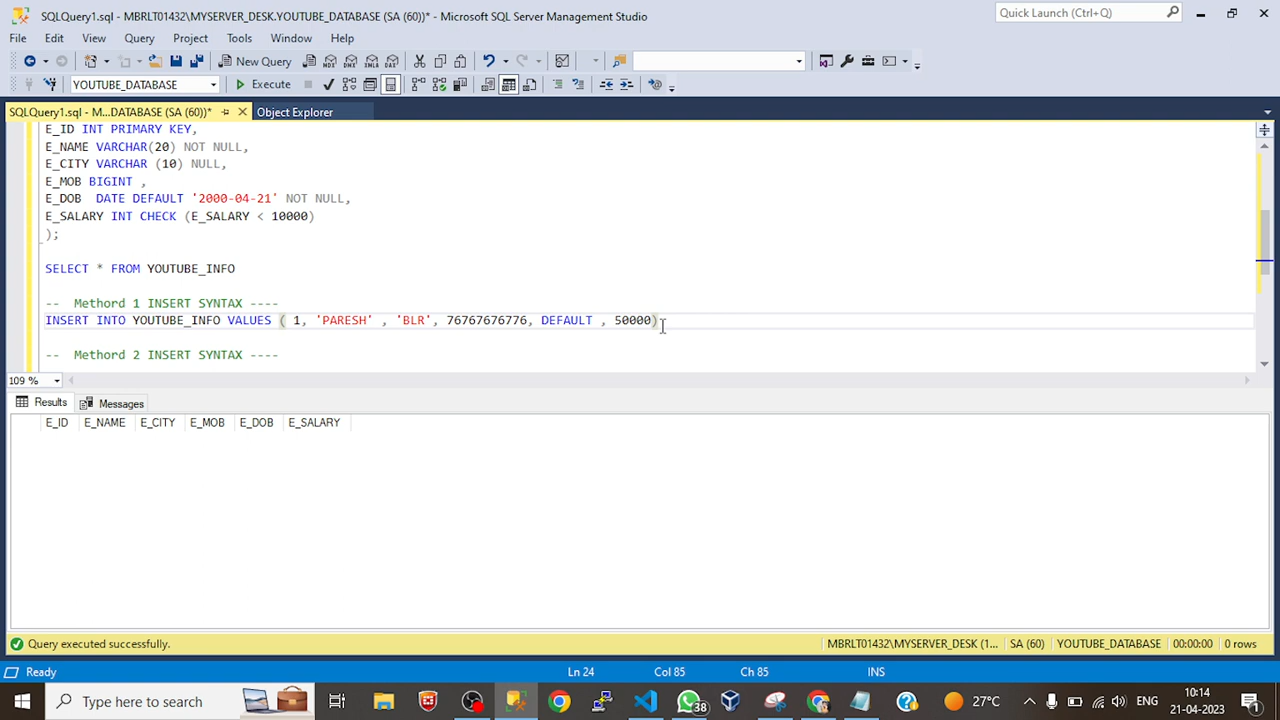 SQLQuery1.sql - MBRLT01432\MYSERVER_DESK.YOUTUBE_DATABASE (SA (60))* - Microsoft SQL Server Management Studio
Quick Launch (Ctrl+Q)
File Edit View Query Project Tools Window Help
New Query
YOUTUBE_DATABASE Execute
SQLQuery1.sql - M...DATABASE (SA (60))* Object Explorer
E_ID INT PRIMARY KEY,
E_NAME VARCHAR(20) NOT NULL,
E_CITY VARCHAR (10) NULL,
E_MOB BIGINT ,
E_DOB  DATE DEFAULT '2000-04-21' NOT NULL,
E_SALARY INT CHECK (E_SALARY < 10000)
);
SELECT * FROM YOUTUBE_INFO
--  Methord 1 INSERT SYNTAX ----
INSERT INTO YOUTUBE_INFO VALUES ( 1, 'PARESH' , 'BLR', 76767676776, DEFAULT , 50000)
--  Methord 2 INSERT SYNTAX ----
109 %
Results Messages
E_ID E_NAME E_CITY E_MOB E_DOB E_SALARY
Query executed successfully. MBRLT01432\MYSERVER_DESK (1... SA (60) YOUTUBE_DATABASE 00:00:00 0 rows
Ready Ln 24 Col 85 Ch 85 INS
Type here to search 38 27°C ENG 10:14
21-04-2023 1